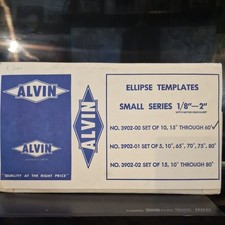 ALVIN
ALVIN
"QUALITY AT THE RIGHT PRICE"
ALVIN
ELLIPSE TEMPLATES
SMALL SERIES 1/8"—2"
NO. 3902-00 SET OF 10, 15° THROUGH 60°
NO. 3902-01 SET OF 5, 10°, 65°, 70°, 75°, 80°
NO. 3902-02 SET OF 15, 10° THROUGH 80°